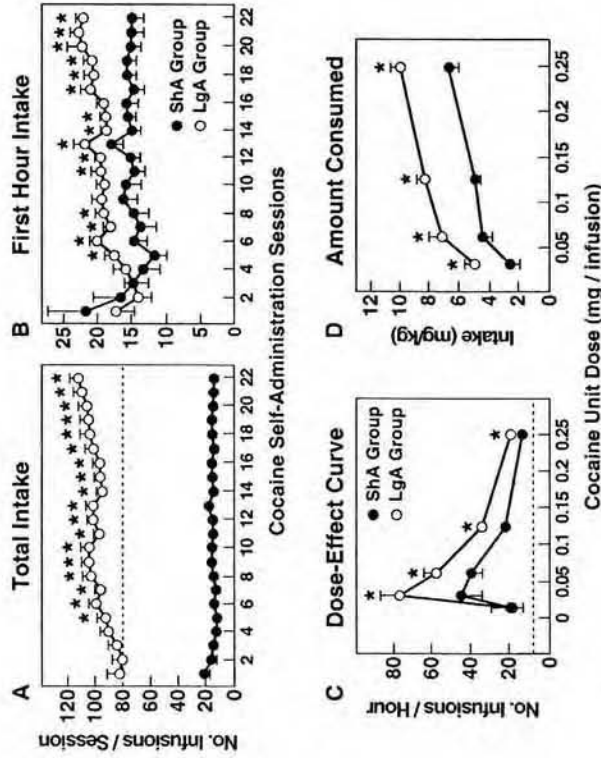 A Total Intake
No. Infusions / Session
120
100
80
60
40
20
0
2 4 6 8 10 12 14 16 18 20 22
B First Hour Intake
25
20
15
10
5
0
2 4 6 8 10 12 14 16 18 20 22
ShA Group
LgA Group
Cocaine Self-Administration Sessions
C Dose-Effect Curve
No. Infusions / Hour
80
60
40
20
0
0 0.05 0.1 0.15 0.2 0.25
ShA Group
LgA Group
D Amount Consumed
Intake (mg/kg)
12
10
8
6
4
2
0
0.05 0.1 0.15 0.2 0.25
Cocaine Unit Dose (mg / infusion)